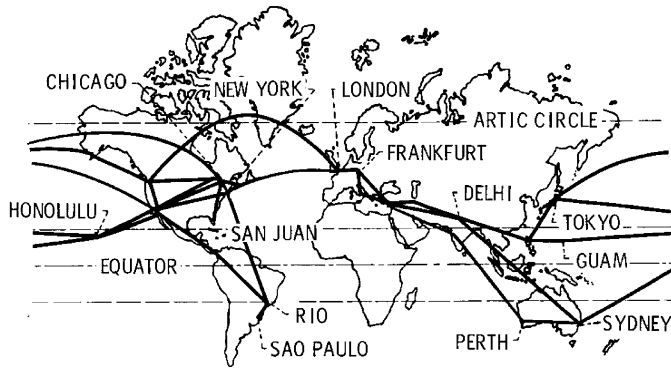 CHICAGO
NEW YORK
LONDON
ARTIC CIRCLE
FRANKFURT
DELHI
HONOLULU
TOKYO
SAN JUAN
GUAM
EQUATOR
RIO
SYDNEY
PERTH
SAO PAULO